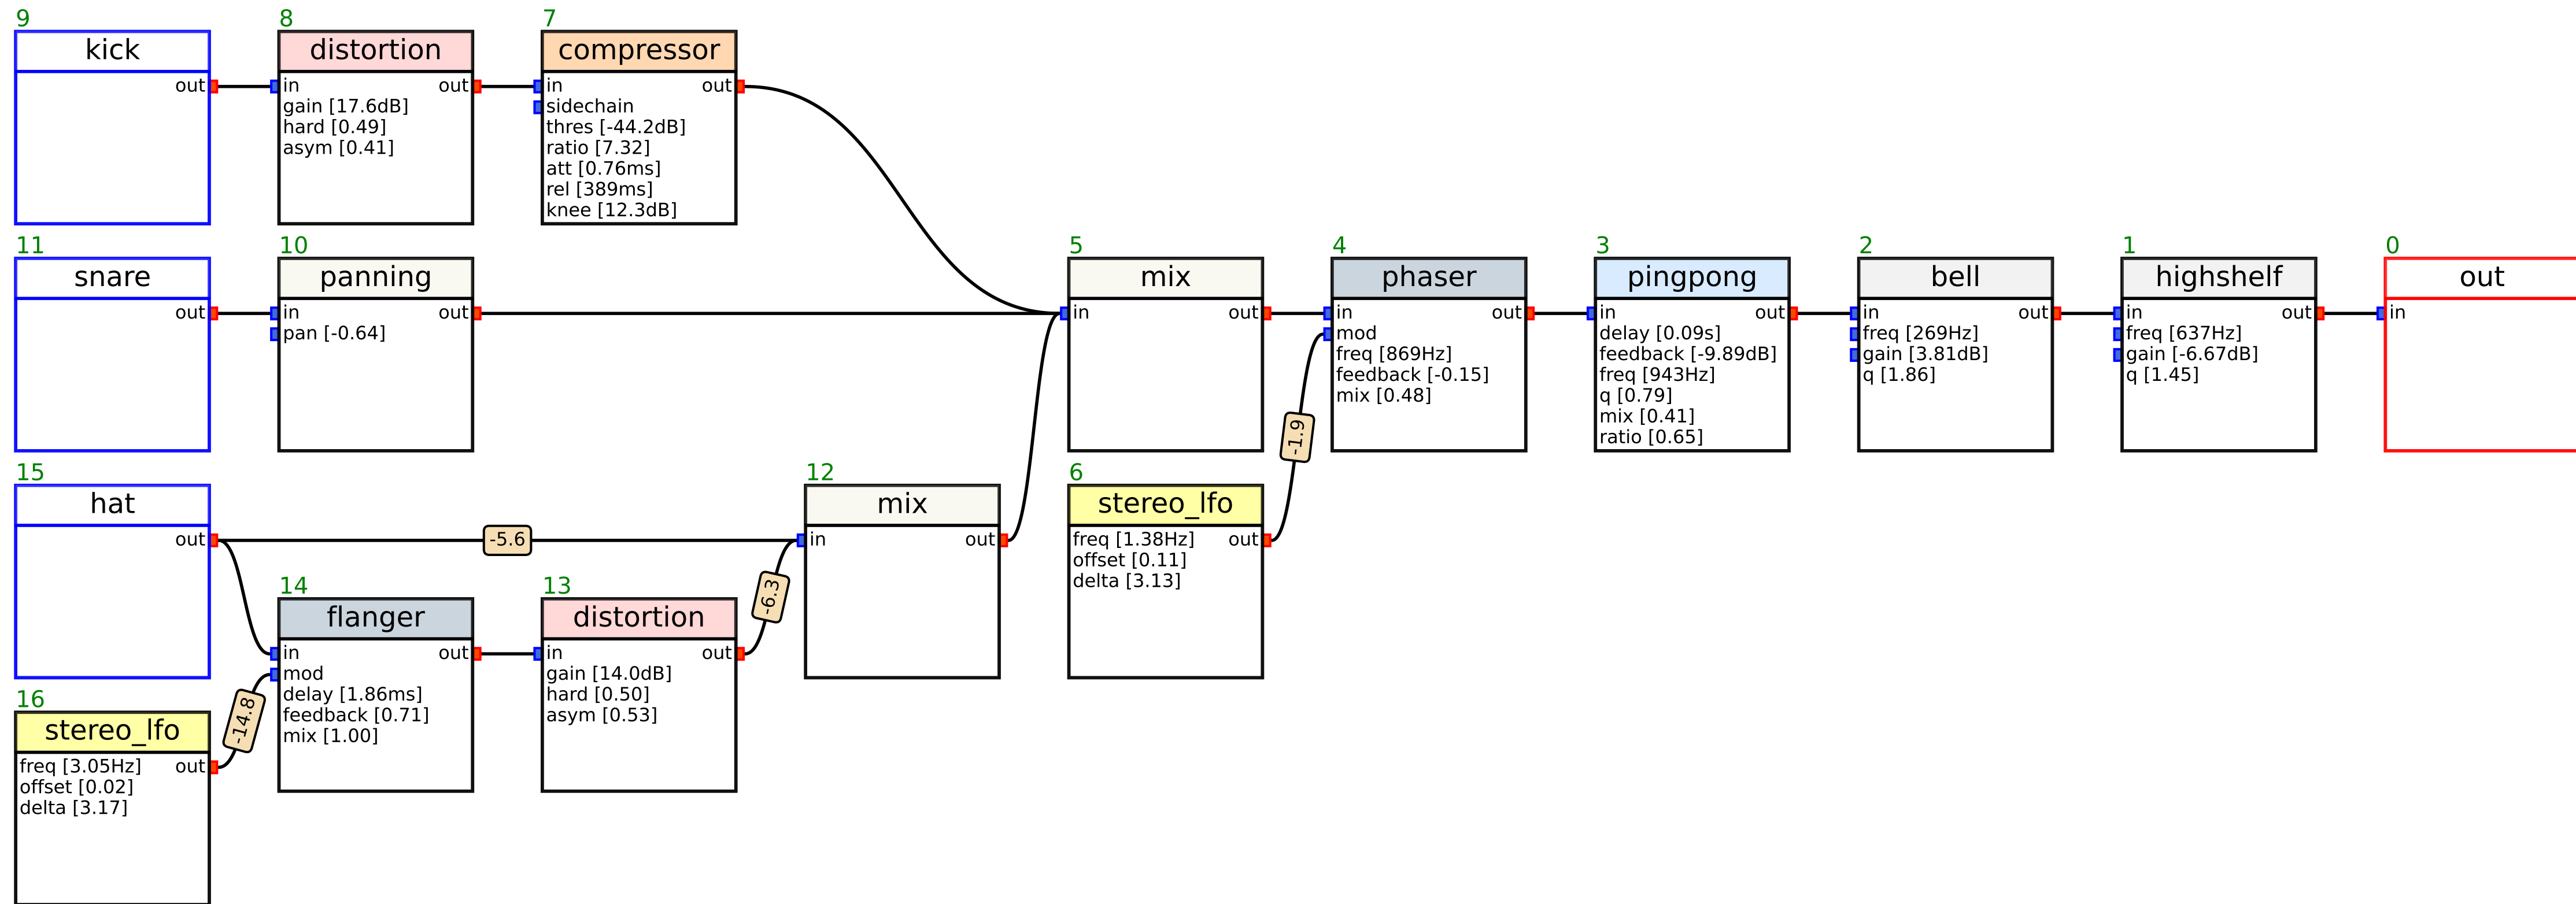 9
kick
out
8
distortion
in out
gain [17.6dB]
hard [0.49]
asym [0.41]
7
compressor
in out
sidechain
thres [-44.2dB]
ratio [7.32]
att [0.76ms]
rel [389ms]
knee [12.3dB]
11
snare
out
10
panning
in out
pan [-0.64]
5
mix
in out
4
phaser
in out
mod
freq [869Hz]
feedback [-0.15]
mix [0.48]
3
pingpong
in out
delay [0.09s]
feedback [-9.89dB]
freq [943Hz]
q [0.79]
mix [0.41]
ratio [0.65]
2
bell
in out
freq [269Hz]
gain [3.81dB]
q [1.86]
1
highshelf
in out
freq [637Hz]
gain [-6.67dB]
q [1.45]
0
out
in
-1.9
15
hat
out
-5.6
12
mix
in out
6
stereo_lfo
freq [1.38Hz] out
offset [0.11]
delta [3.13]
14
flanger
in out
mod
delay [1.86ms]
feedback [0.71]
mix [1.00]
13
distortion
in out
gain [14.0dB]
hard [0.50]
asym [0.53]
-6.3
-14.8
16
stereo_lfo
freq [3.05Hz] out
offset [0.02]
delta [3.17]